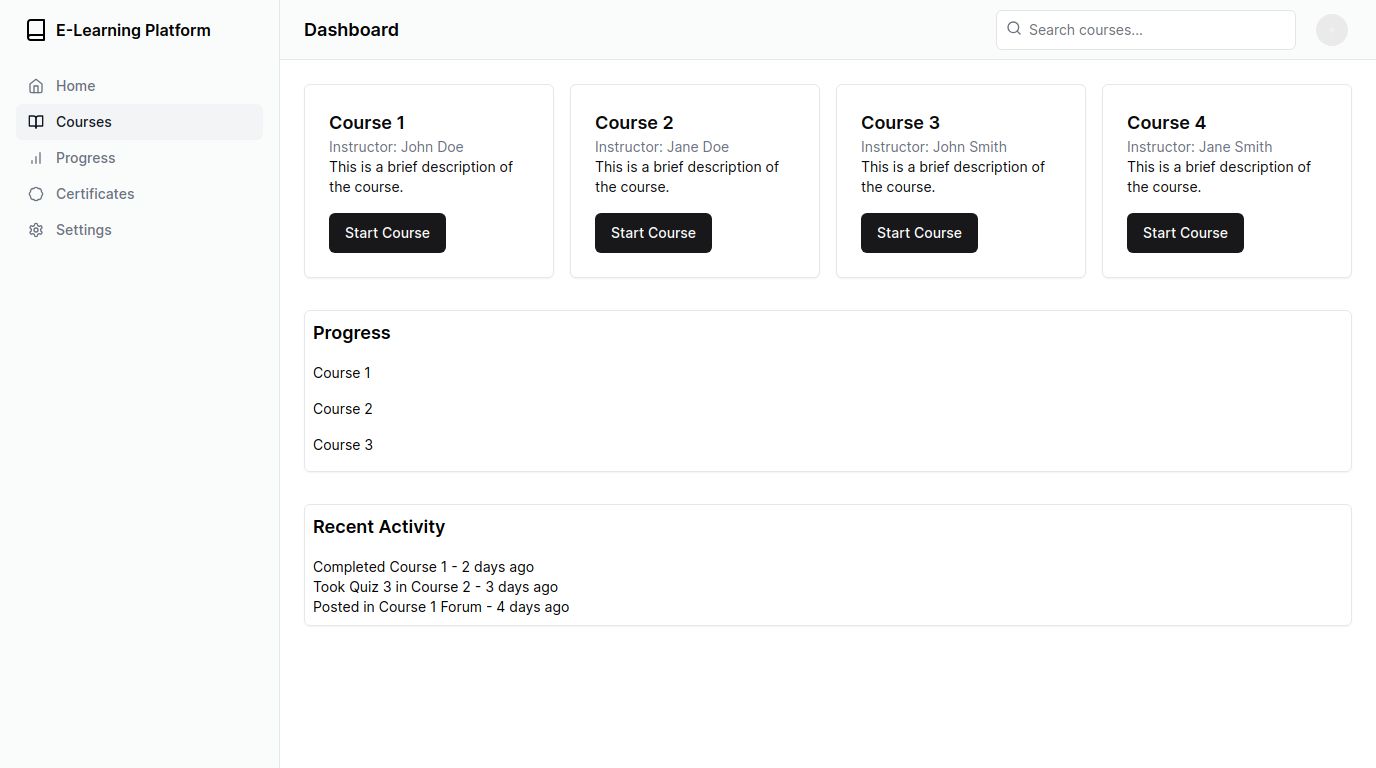 E-Learning Platform
Home
Courses
Progress
Certificates
Settings
Dashboard
Search courses...
Course 1
Instructor: John Doe
This is a brief description of
the course.
Start Course
Course 2
Instructor: Jane Doe
This is a brief description of
the course.
Start Course
Course 3
Instructor: John Smith
This is a brief description of
the course.
Start Course
Course 4
Instructor: Jane Smith
This is a brief description of
the course.
Start Course
Progress
Course 1
Course 2
Course 3
Recent Activity
Completed Course 1 - 2 days ago
Took Quiz 3 in Course 2 - 3 days ago
Posted in Course 1 Forum - 4 days ago